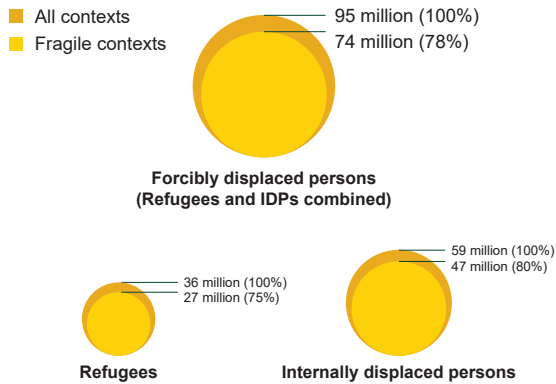 All contexts
Fragile contexts
95 million (100%)
74 million (78%)
Forcibly displaced persons
(Refugees and IDPs combined)
36 million (100%)
27 million (75%)
Refugees
59 million (100%)
47 million (80%)
Internally displaced persons